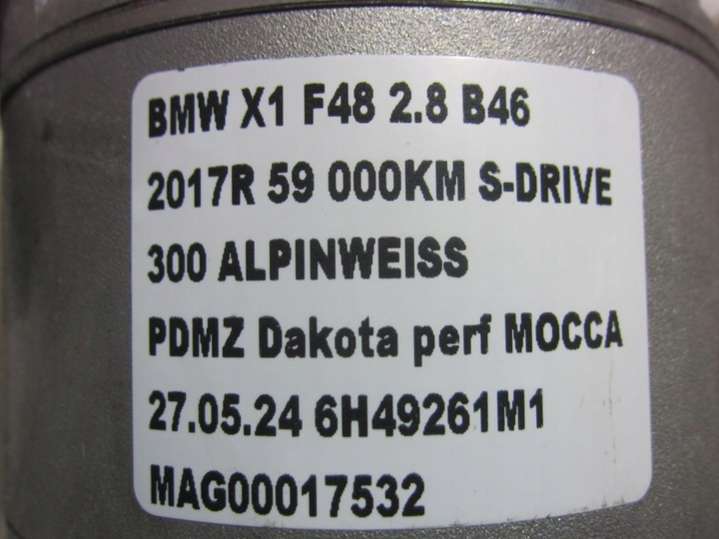 BMW X1 F48 2.8 B46
2017R 59 000KM S-DRIVE
300 ALPINWEISS
PDMZ Dakota perf MOCCA
27.05.24 6H49261M1
MAG00017532